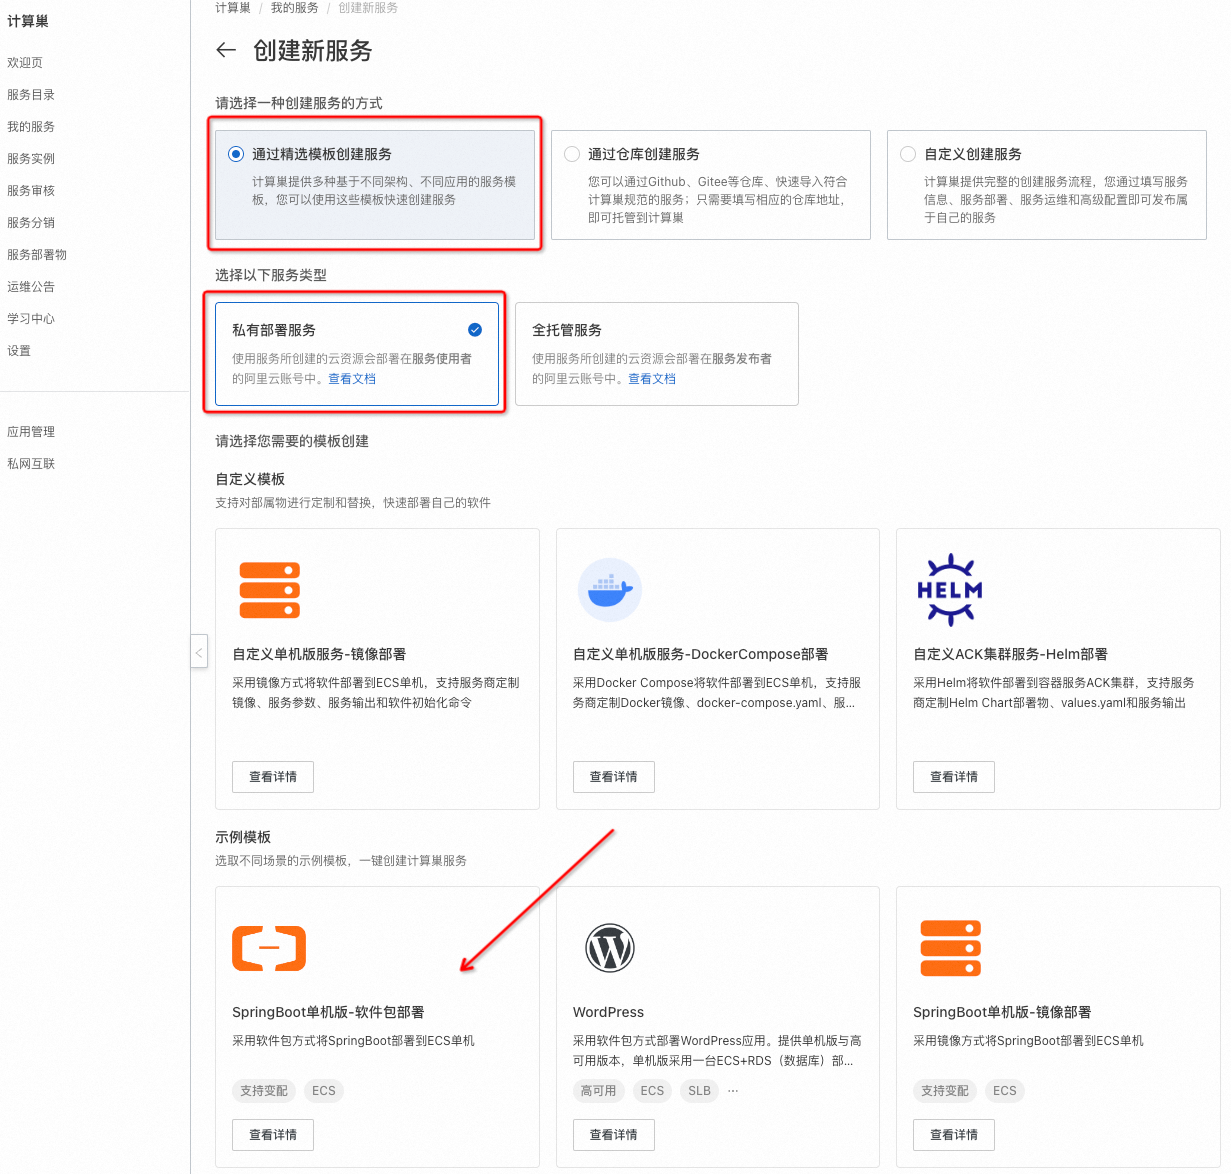 计算巢
欢迎页
服务目录
我的服务
服务实例
服务审核
服务分销
服务部署物
运维公告
学习中心
设置
应用管理
私网互联
计算巢 / 我的服务 / 创建新服务
← 创建新服务
请选择一种创建服务的方式
通过精选模板创建服务
计算巢提供多种基于不同架构、不同应用的服务模
板，您可以使用这些模板快速创建服务
通过仓库创建服务
您可以通过Github、Gitee等仓库、快速导入符合
计算巢规范的服务；只需要填写相应的仓库地址，
即可托管到计算巢
自定义创建服务
计算巢提供完整的创建服务流程，您通过填写服务
信息、服务部署、服务运维和高级配置即可发布属
于自己的服务
选择以下服务类型
私有部署服务
使用服务所创建的云资源会部署在服务使用者
的阿里云账号中。查看文档
全托管服务
使用服务所创建的云资源会部署在服务发布者
的阿里云账号中。查看文档
请选择您需要的模板创建
自定义模板
支持对部属物进行定制和替换，快速部署自己的软件
自定义单机版服务-镜像部署
采用镜像方式将软件部署到ECS单机，支持服务商定制
镜像、服务参数、服务输出和软件初始化命令
查看详情
自定义单机版服务-DockerCompose部署
采用Docker Compose将软件部署到ECS单机，支持服
务商定制Docker镜像、docker-compose.yaml、服...
查看详情
HELM
自定义ACK集群服务-Helm部署
采用Helm将软件部署到容器服务ACK集群，支持服务
商定制Helm Chart部署物、values.yaml和服务输出
查看详情
示例模板
选取不同场景的示例模板，一键创建计算巢服务
SpringBoot单机版-软件包部署
采用软件包方式将SpringBoot部署到ECS单机
支持变配 ECS
查看详情
WordPress
采用软件包方式部署WordPress应用。提供单机版与高
可用版本，单机版采用一台ECS+RDS（数据库）部...
高可用 ECS SLB ...
查看详情
SpringBoot单机版-镜像部署
采用镜像方式将SpringBoot部署到ECS单机
支持变配 ECS
查看详情